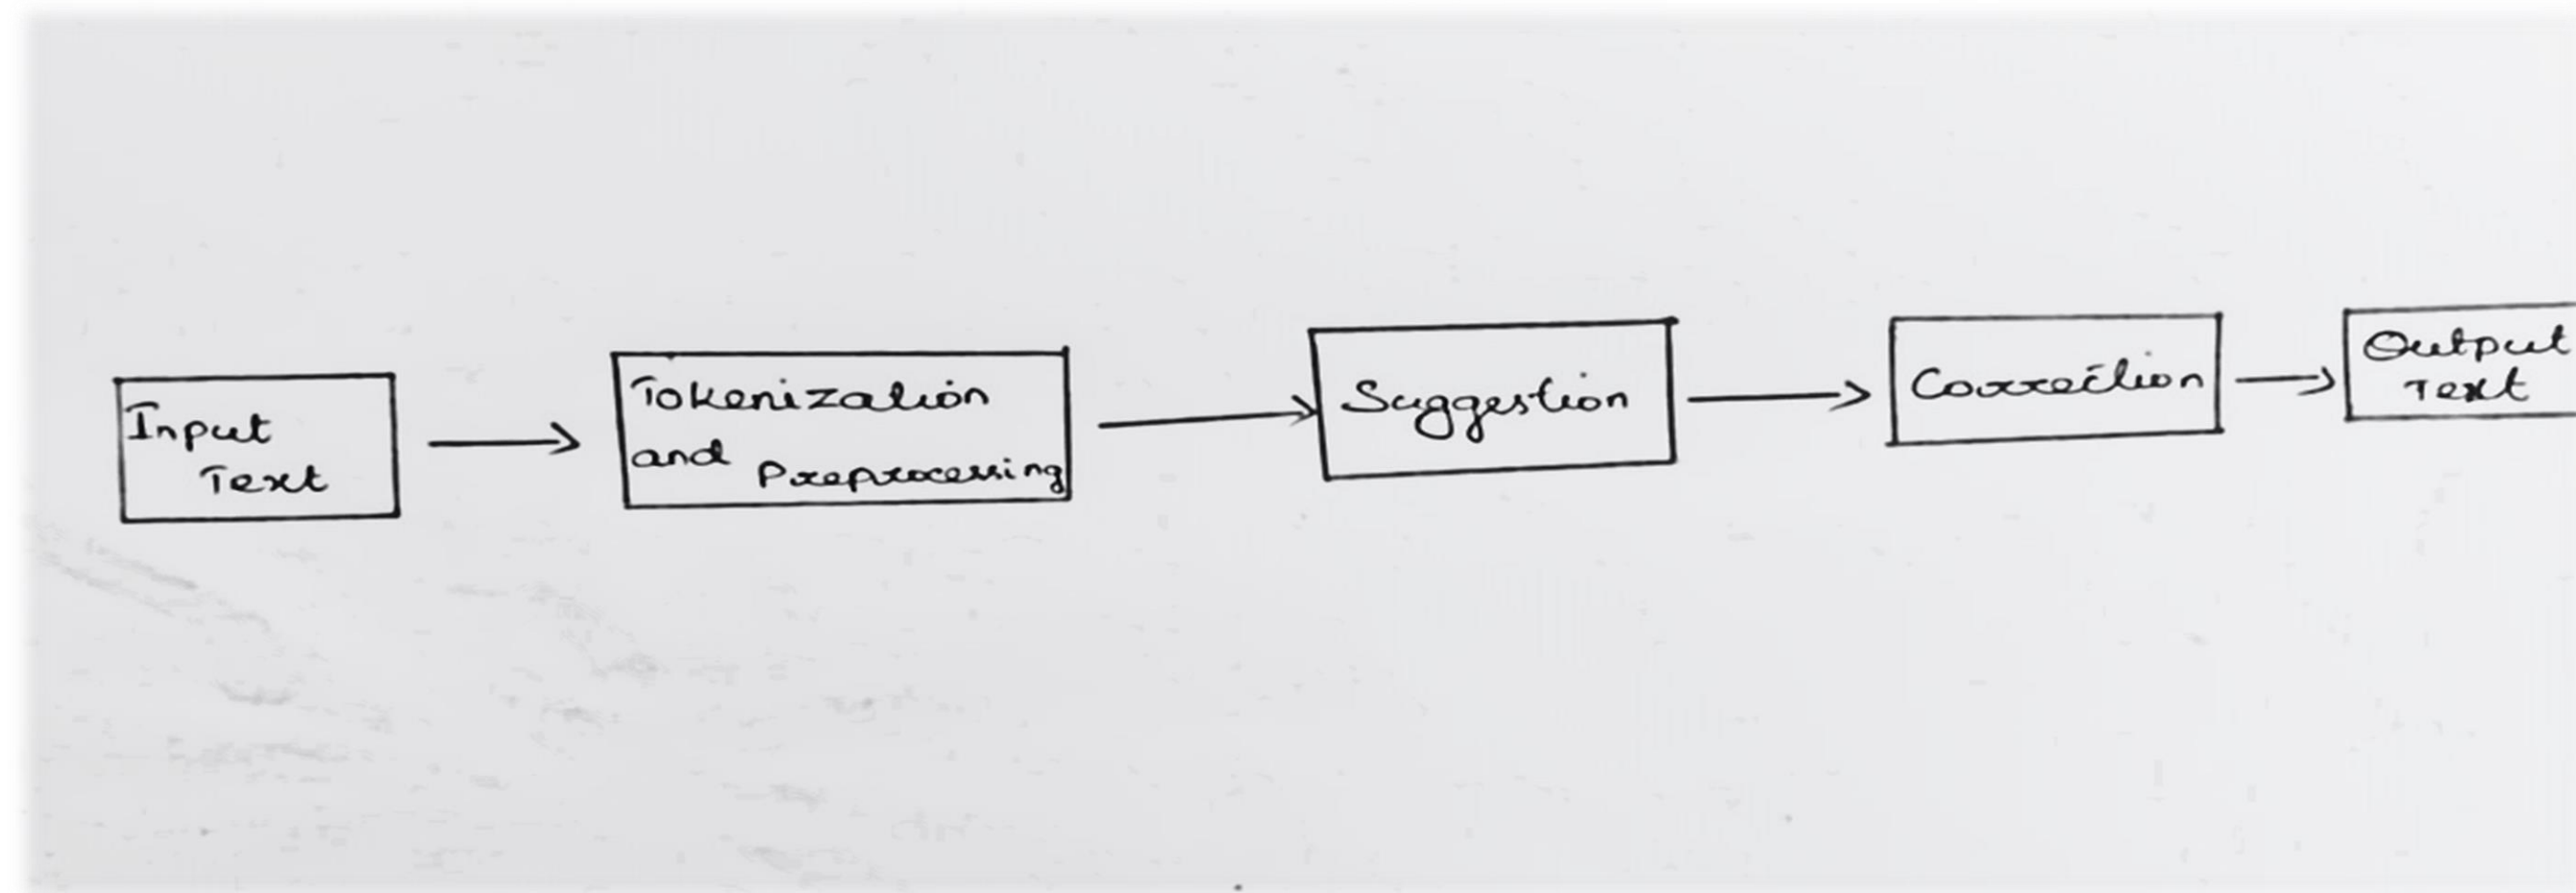 Input
Text
Tokenization
and Preprocessing
Suggestion
Correction
Output
Text